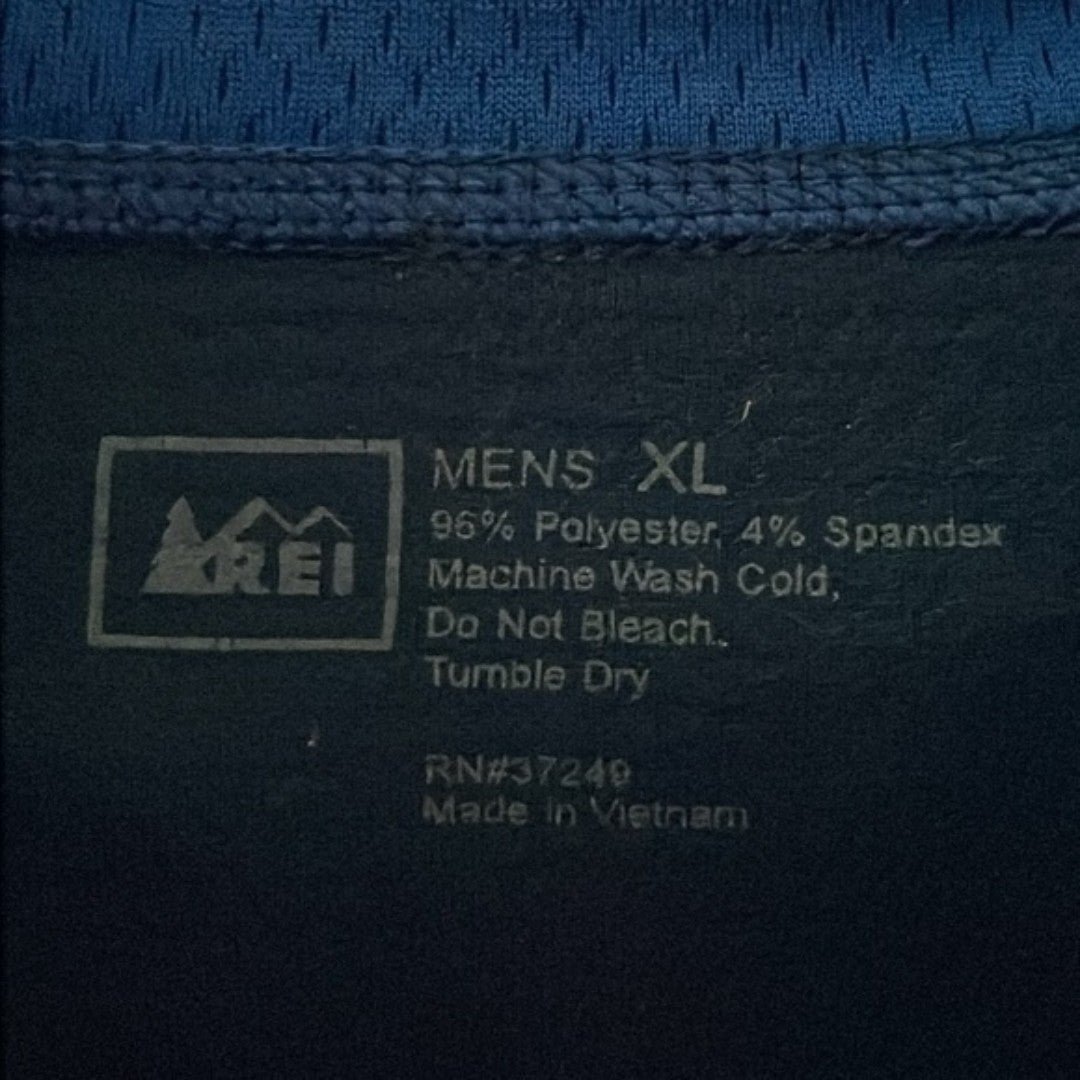 REI
MENS XL
96% Polyester, 4% Spandex
Machine Wash Cold,
Do Not Bleach.
Tumble Dry
RN#37249
Made in Vietnam